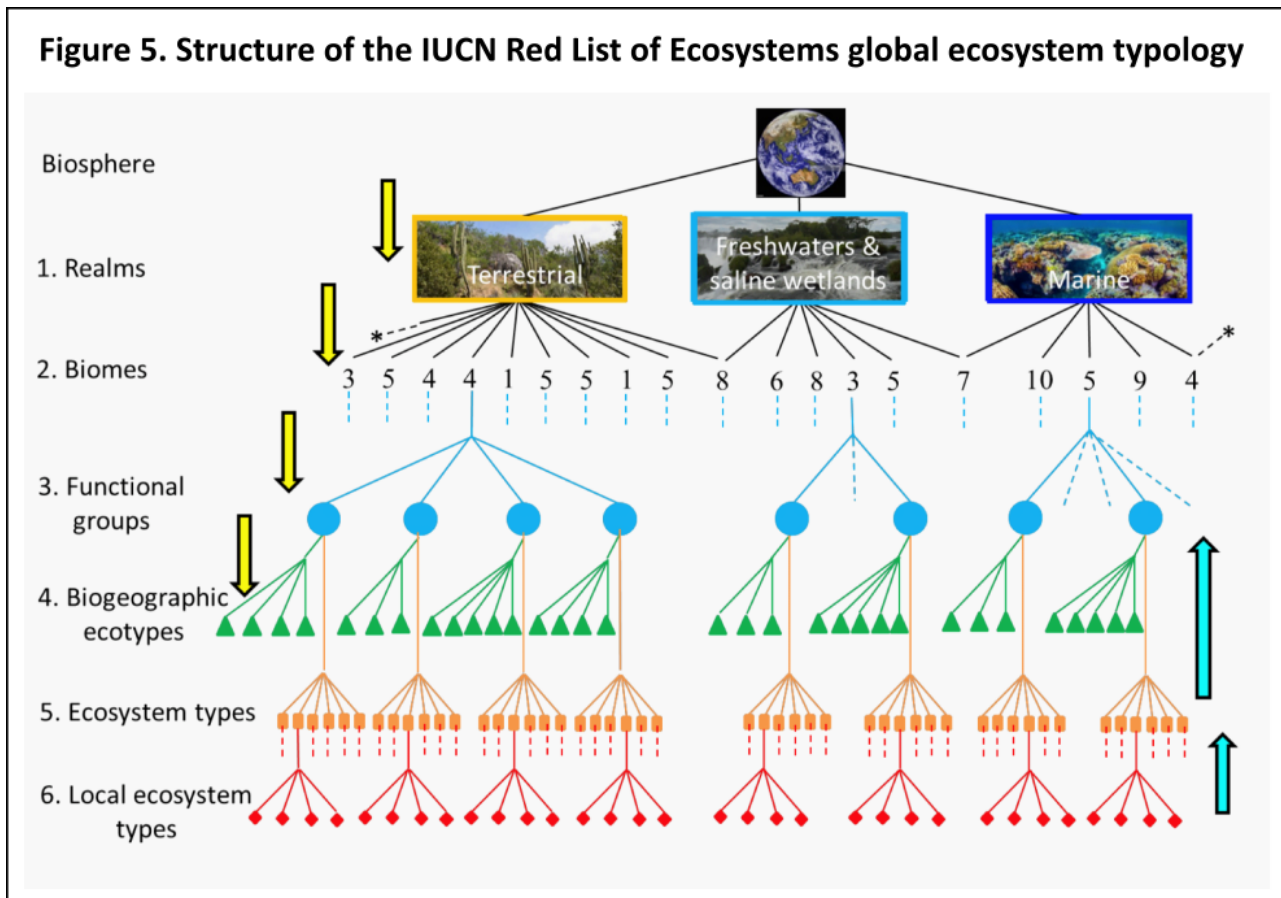 Figure 5. Structure of the IUCN Red List of Ecosystems global ecosystem typology
Biosphere
1. Realms
Terrestrial
Freshwaters &
saline wetlands
Marine
*
*
2. Biomes
3 5 4 4 1 5 5 1 5 8 6 8 3 5 7 10 5 9 4
3. Functional
groups
4. Biogeographic
ecotypes
5. Ecosystem types
6. Local ecosystem
types